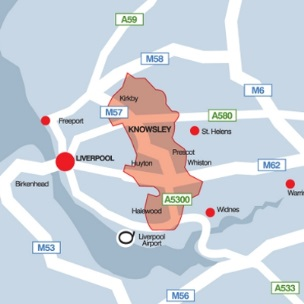 A59
M58
M6
Kirkby
M57
A580
Freeport
KNOWSLEY
St. Helens
Prescot
LIVERPOOL
Huyton
Whiston
M62
Birkenhead
Halewood
A5300
Widnes
Liverpool
Airport
M53
A533
M56